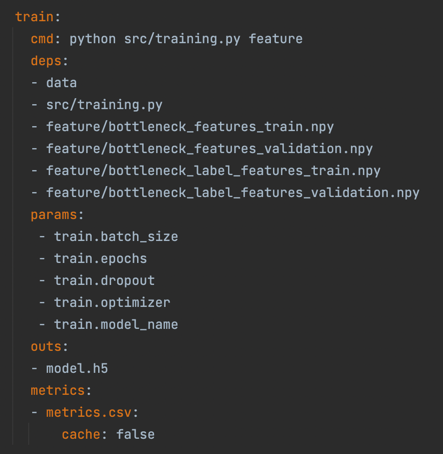 train:
cmd: python src/training.py feature
deps:
- data
- src/training.py
- feature/bottleneck_features_train.npy
- feature/bottleneck_features_validation.npy
- feature/bottleneck_label_features_train.npy
- feature/bottleneck_label_features_validation.npy
params:
- train.batch_size
- train.epochs
- train.dropout
- train.optimizer
- train.model_name
outs:
- model.h5
metrics:
- metrics.csv:
cache: false